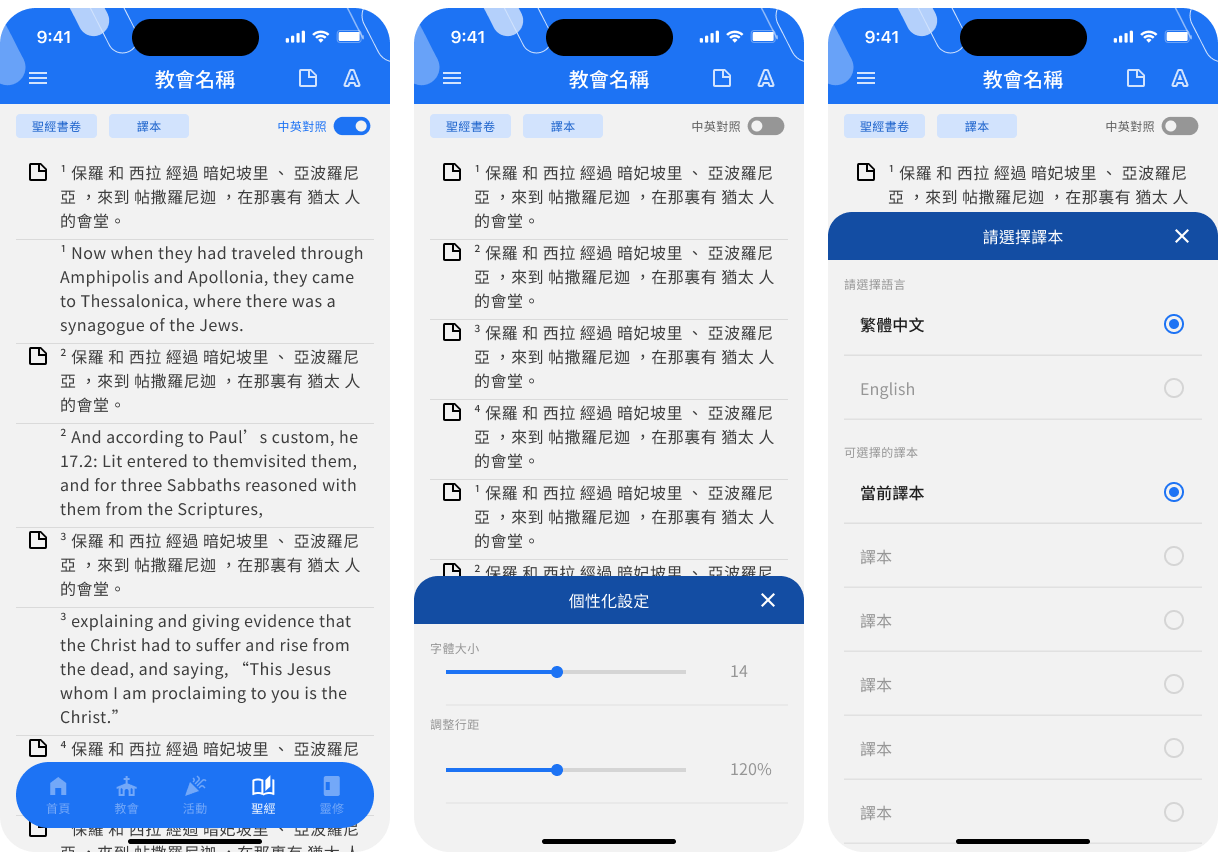 9:41
教會名稱
聖經書卷
譯本
中英對照
¹ 保羅 和 西拉 經過 暗妃坡里 、 亞波羅尼
亞 ，來到 帖撒羅尼迦 ，在那裏有 猶太 人
的會堂。
¹ Now when they had traveled through
Amphipolis and Apollonia, they came
to Thessalonica, where there was a
synagogue of the Jews.
² 保羅 和 西拉 經過 暗妃坡里 、 亞波羅尼
亞 ，來到 帖撒羅尼迦 ，在那裏有 猶太 人
的會堂。
² And according to Paul’s custom, he
17.2: Lit entered to themvisited them,
and for three Sabbaths reasoned with
them from the Scriptures,
³ 保羅 和 西拉 經過 暗妃坡里 、 亞波羅尼
亞 ，來到 帖撒羅尼迦 ，在那裏有 猶太 人
的會堂。
³ explaining and giving evidence that
the Christ had to suffer and rise from
the dead, and saying, “This Jesus
whom I am proclaiming to you is the
Christ.”
⁴ 保羅 和 西拉 經過 暗妃坡里 、 亞波羅尼
首頁
教會
活動
聖經
靈修
9:41
教會名稱
聖經書卷
譯本
中英對照
¹ 保羅 和 西拉 經過 暗妃坡里 、 亞波羅尼
亞 ，來到 帖撒羅尼迦 ，在那裏有 猶太 人
的會堂。
² 保羅 和 西拉 經過 暗妃坡里 、 亞波羅尼
亞 ，來到 帖撒羅尼迦 ，在那裏有 猶太 人
的會堂。
³ 保羅 和 西拉 經過 暗妃坡里 、 亞波羅尼
亞 ，來到 帖撒羅尼迦 ，在那裏有 猶太 人
的會堂。
⁴ 保羅 和 西拉 經過 暗妃坡里 、 亞波羅尼
亞 ，來到 帖撒羅尼迦 ，在那裏有 猶太 人
的會堂。
¹ 保羅 和 西拉 經過 暗妃坡里 、 亞波羅尼
亞 ，來到 帖撒羅尼迦 ，在那裏有 猶太 人
的會堂。
² 保羅 和 西拉 經過 暗妃坡里 、 亞波羅尼
個性化設定
字體大小
14
調整行距
120%
9:41
教會名稱
聖經書卷
譯本
中英對照
¹ 保羅 和 西拉 經過 暗妃坡里 、 亞波羅尼
亞 ，來到 帖撒羅尼迦 ，在那裏有 猶太 人
請選擇譯本
請選擇語言
繁體中文
English
可選擇的譯本
當前譯本
譯本
譯本
譯本
譯本
譯本